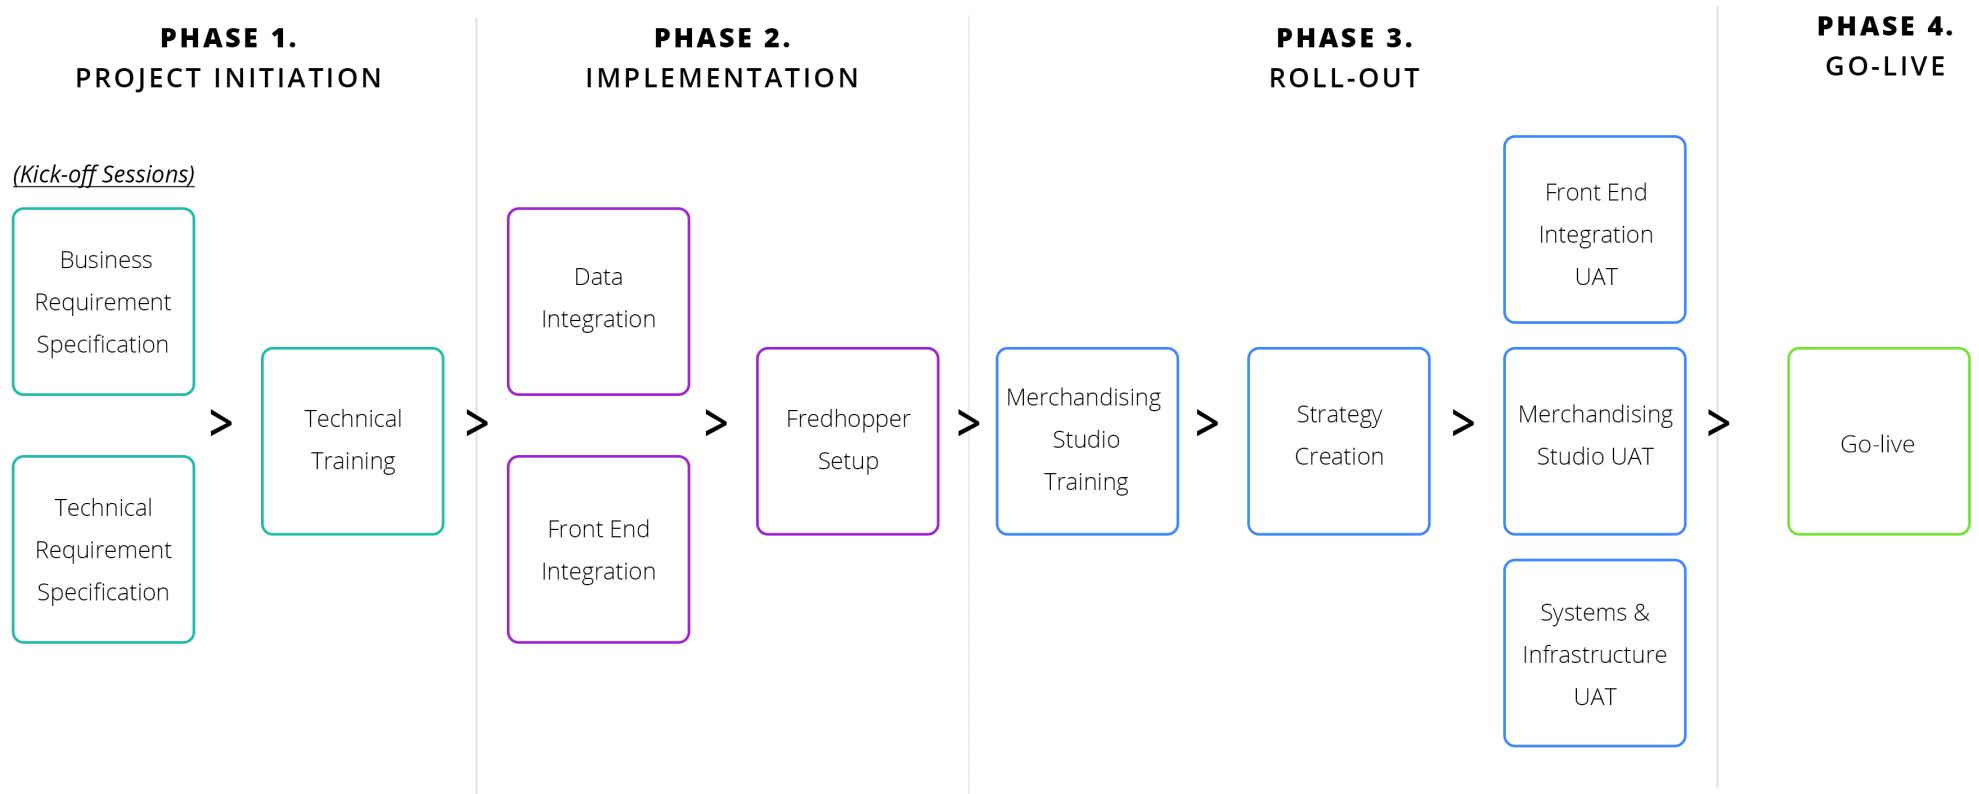 PHASE 1.
PROJECT INITIATION
(Kick-off Sessions)
Business
Requirement
Specification
Technical
Requirement
Specification
>
Technical
Training
>
PHASE 2.
IMPLEMENTATION
Data
Integration
Front End
Integration
>
Fredhopper
Setup
>
PHASE 3.
ROLL-OUT
Merchandising
Studio
Training
>
Strategy
Creation
>
Front End
Integration
UAT
Merchandising
Studio UAT
Systems &
Infrastructure
UAT
>
PHASE 4.
GO-LIVE
Go-live